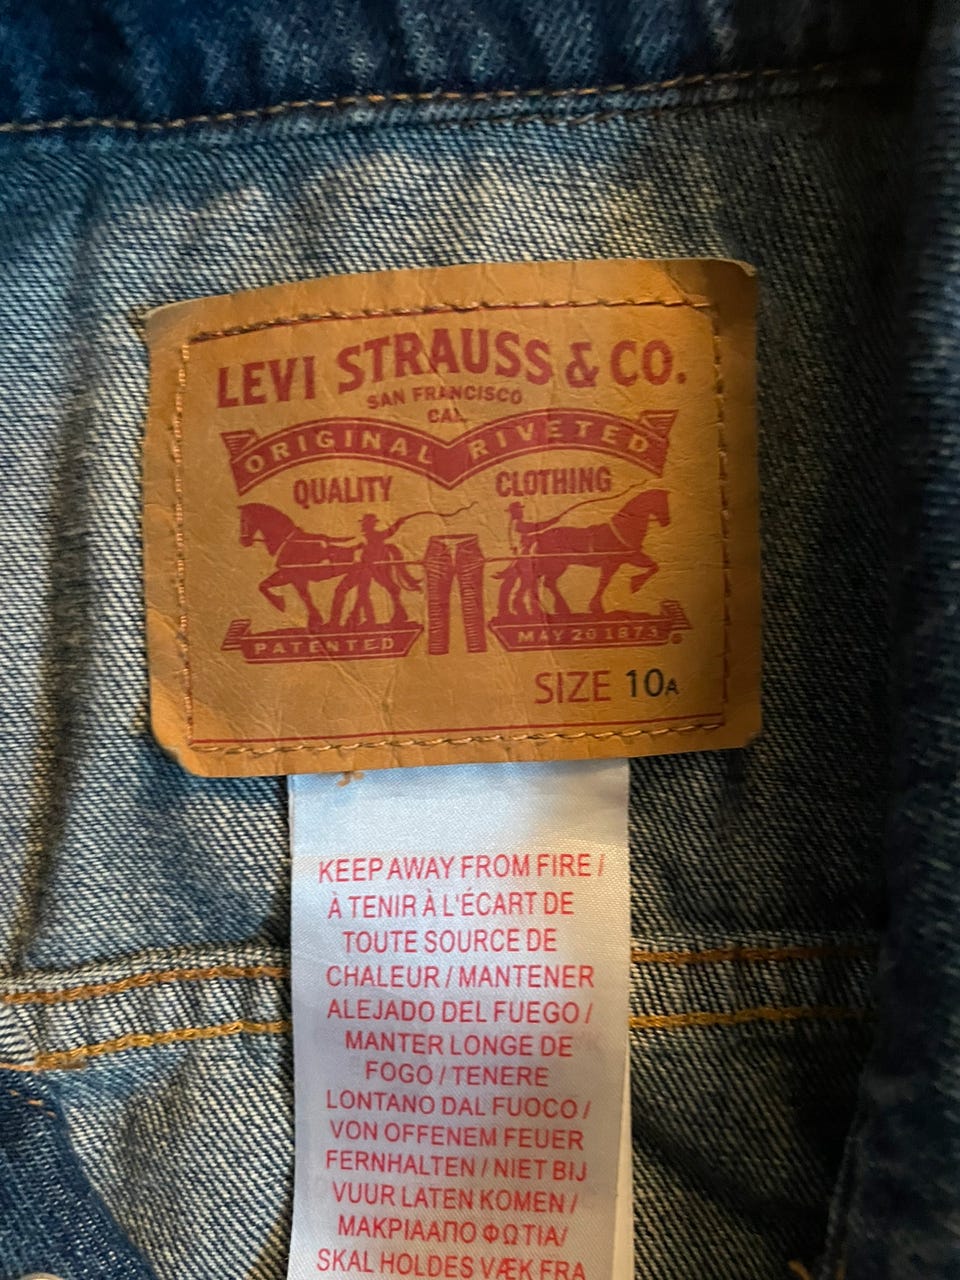 LEVI STRAUSS & CO.
SAN FRANCISCO
CAL
ORIGINAL RIVETED
QUALITY CLOTHING
PATENTED MAY 20 1873 ®
SIZE 10A
KEEP AWAY FROM FIRE /
À TENIR À L'ÉCART DE
TOUTE SOURCE DE
CHALEUR / MANTENER
ALEJADO DEL FUEGO /
MANTER LONGE DE
FOGO / TENERE
LONTANO DAL FUOCO /
VON OFFENEM FEUER
FERNHALTEN / NIET BIJ
VUUR LATEN KOMEN /
ΜΑΚΡΙΑΑΠΟ ΦΩΤΙΑ/
SKAL HOLDES VÆK FRA